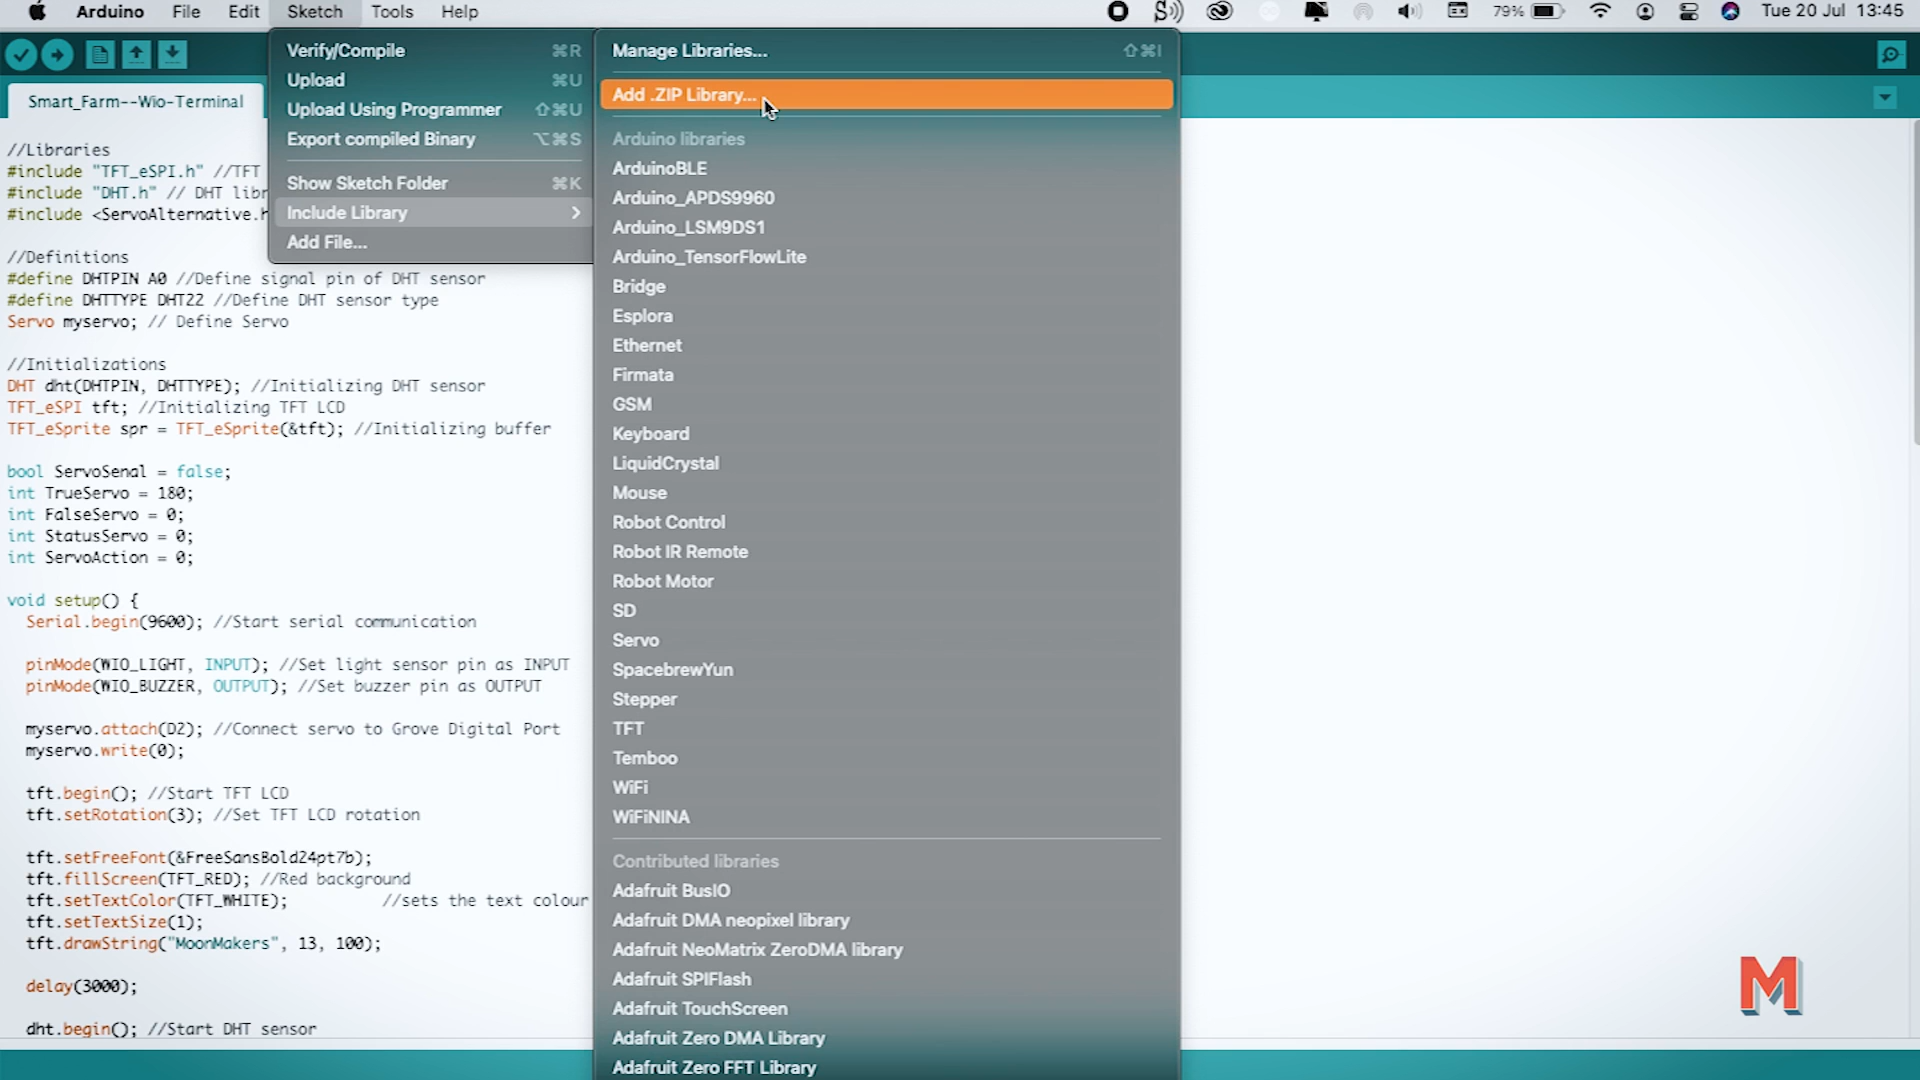 Arduino File Edit Sketch Tools Help
79% Tue 20 Jul 13:45
Smart_Farm--Wio-Terminal
//Libraries
#include "TFT_eSPI.h" //TFT
#include "DHT.h" // DHT libr
#include <ServoAlternative.h
//Definitions
#define DHTPIN A0 //Define signal pin of DHT sensor
#define DHTTYPE DHT22 //Define DHT sensor type
Servo myservo; // Define Servo
//Initializations
DHT dht(DHTPIN, DHTTYPE); //Initializing DHT sensor
TFT_eSPI tft; //Initializing TFT LCD
TFT_eSprite spr = TFT_eSprite(&tft); //Initializing buffer
bool ServoSenal = false;
int TrueServo = 180;
int FalseServo = 0;
int StatusServo = 0;
int ServoAction = 0;
void setup() {
Serial.begin(9600); //Start serial communication
pinMode(WIO_LIGHT, INPUT); //Set light sensor pin as INPUT
pinMode(WIO_BUZZER, OUTPUT); //Set buzzer pin as OUTPUT
myservo.attach(D2); //Connect servo to Grove Digital Port
myservo.write(0);
tft.begin(); //Start TFT LCD
tft.setRotation(3); //Set TFT LCD rotation
tft.setFreeFont(&FreeSansBold24pt7b);
tft.fillScreen(TFT_RED); //Red background
tft.setTextColor(TFT_WHITE); //sets the text colour
tft.setTextSize(1);
tft.drawString("MoonMakers", 13, 100);
delay(3000);
dht.begin(); //Start DHT sensor
Verify/Compile ⌘R
Upload ⌘U
Upload Using Programmer ⇧⌘U
Export compiled Binary ⌥⌘S
Show Sketch Folder ⌘K
Include Library
Add File...
Manage Libraries... ⇧⌘I
Add .ZIP Library...
Arduino libraries
ArduinoBLE
Arduino_APDS9960
Arduino_LSM9DS1
Arduino_TensorFlowLite
Bridge
Esplora
Ethernet
Firmata
GSM
Keyboard
LiquidCrystal
Mouse
Robot Control
Robot IR Remote
Robot Motor
SD
Servo
SpacebrewYun
Stepper
TFT
Temboo
WiFi
WiFiNINA
Contributed libraries
Adafruit BusIO
Adafruit DMA neopixel library
Adafruit NeoMatrix ZeroDMA library
Adafruit SPIFlash
Adafruit TouchScreen
Adafruit Zero DMA Library
Adafruit Zero FFT Library
M